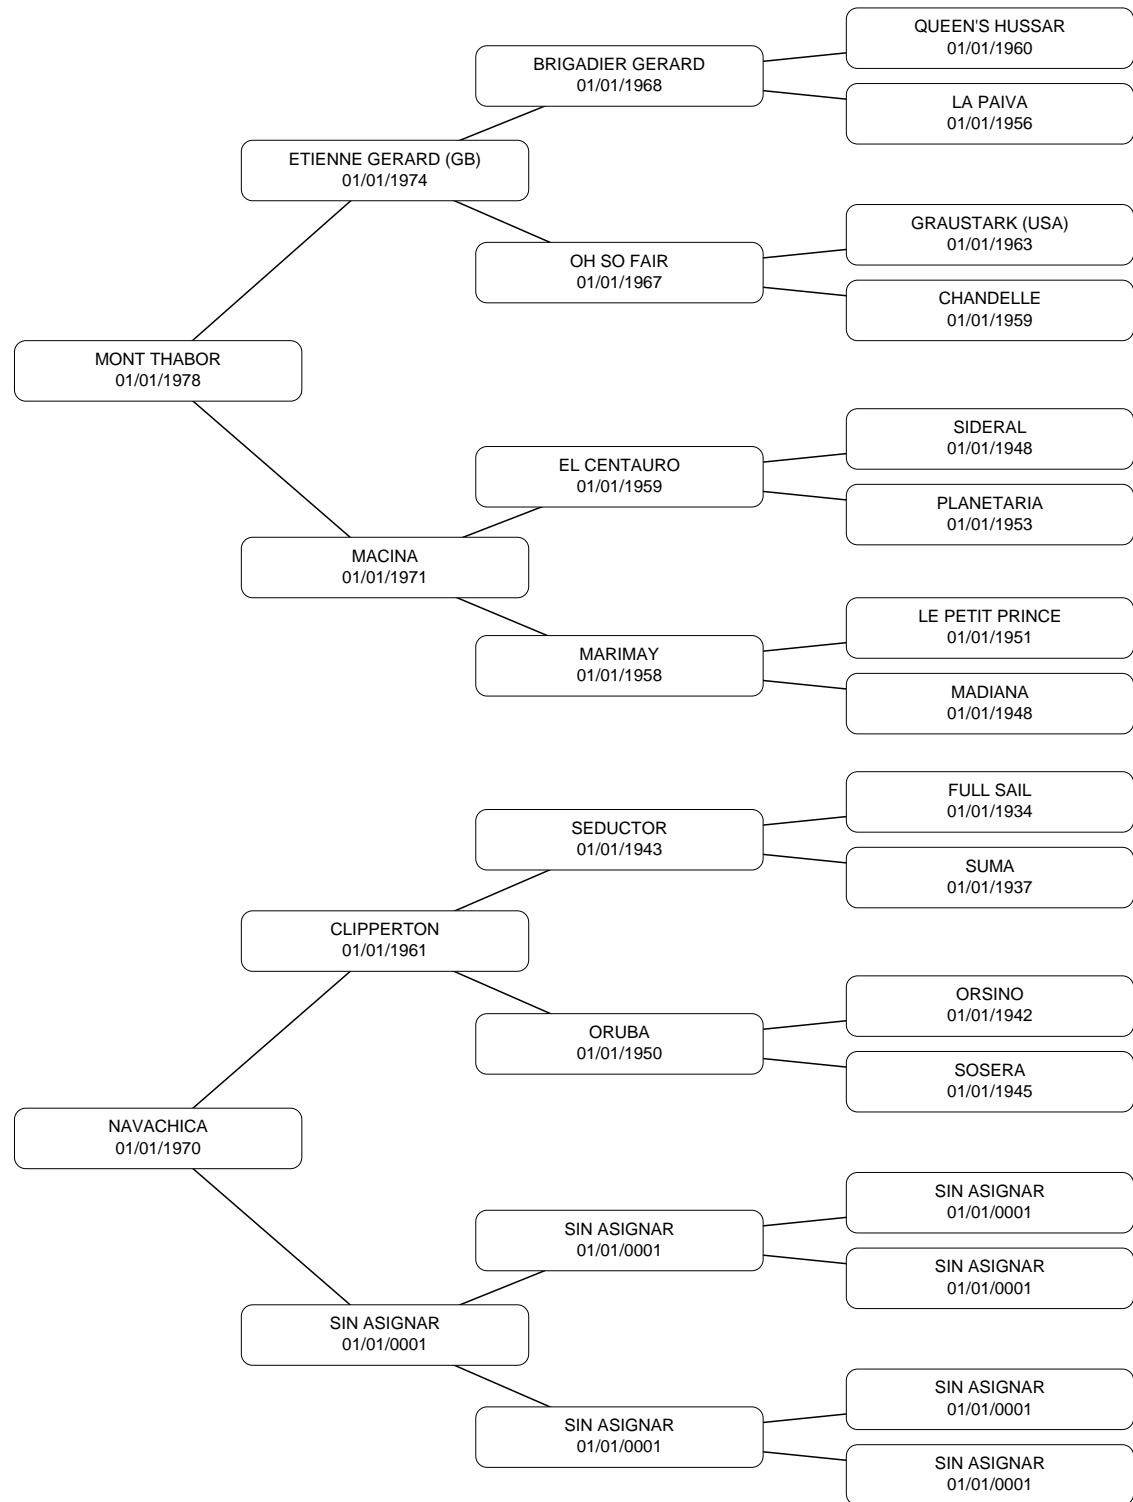 QUEEN'S HUSSAR
01/01/1960
BRIGADIER GERARD
01/01/1968
LA PAIVA
01/01/1956
ETIENNE GERARD (GB)
01/01/1974
GRAUSTARK (USA)
01/01/1963
OH SO FAIR
01/01/1967
CHANDELLE
01/01/1959
MONT THABOR
01/01/1978
SIDERAL
01/01/1948
EL CENTAURO
01/01/1959
PLANETARIA
01/01/1953
MACINA
01/01/1971
LE PETIT PRINCE
01/01/1951
MARIMAY
01/01/1958
MADIANA
01/01/1948
FULL SAIL
01/01/1934
SEDUCTOR
01/01/1943
SUMA
01/01/1937
CLIPPERTON
01/01/1961
ORSINO
01/01/1942
ORUBA
01/01/1950
SOSERA
01/01/1945
NAVACHICA
01/01/1970
SIN ASIGNAR
01/01/0001
SIN ASIGNAR
01/01/0001
SIN ASIGNAR
01/01/0001
SIN ASIGNAR
01/01/0001
SIN ASIGNAR
01/01/0001
SIN ASIGNAR
01/01/0001
SIN ASIGNAR
01/01/0001